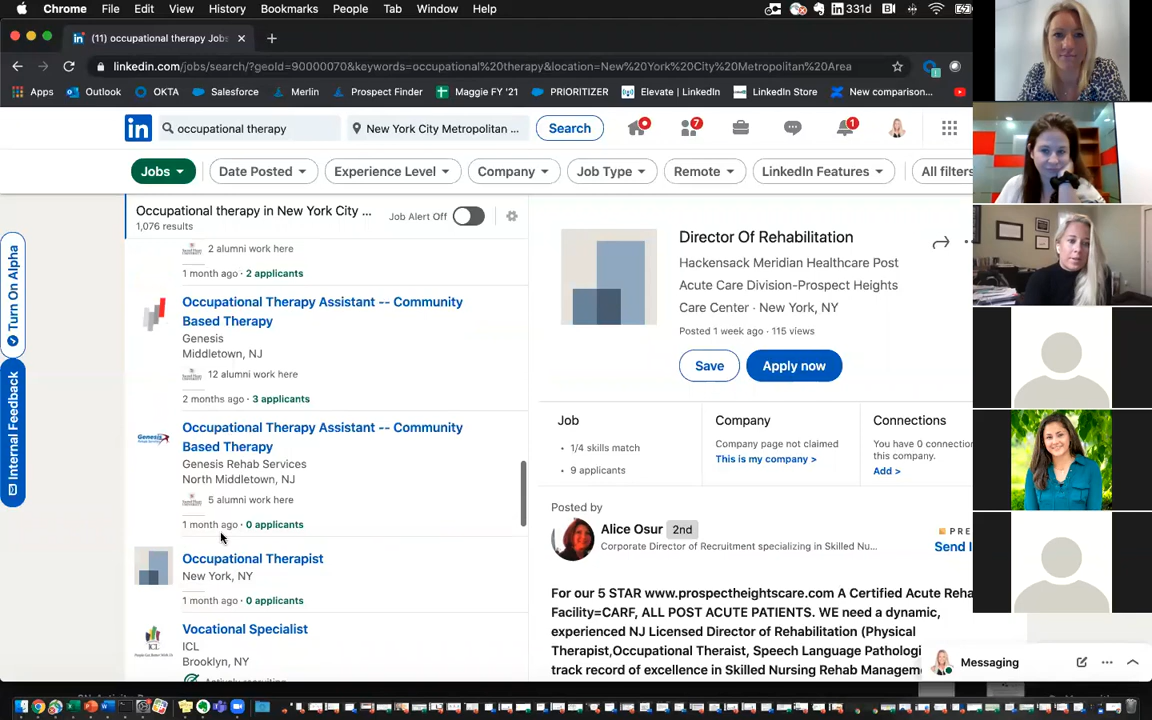 Chrome File Edit View History Bookmarks People Tab Window Help
331d
(11) occupational therapy Jobs
linkedin.com/jobs/search/?geoId=90000070&keywords=occupational%20therapy&location=New%20York%20City%20Metropolitan%20Area
Apps Outlook OKTA Salesforce Merlin Prospect Finder Maggie FY '21 PRIORITIZER Elevate | LinkedIn LinkedIn Store New comparison...
in occupational therapy New York City Metropolitan ... Search 7 1
Jobs Date Posted Experience Level Company Job Type Remote LinkedIn Features All filters
Occupational therapy in New York City ...
Job Alert Off
1,076 results
2 alumni work here
1 month ago · 2 applicants
Occupational Therapy Assistant -- Community
Based Therapy
Genesis
Middletown, NJ
12 alumni work here
2 months ago · 3 applicants
Occupational Therapy Assistant -- Community
Based Therapy
Genesis Rehab Services
North Middletown, NJ
5 alumni work here
1 month ago · 0 applicants
Occupational Therapist
New York, NY
1 month ago · 0 applicants
Vocational Specialist
ICL
Brooklyn, NY
Director Of Rehabilitation
Hackensack Meridian Healthcare Post
Acute Care Division-Prospect Heights
Care Center · New York, NY
Posted 1 week ago · 115 views
Save Apply now
Job
· 1/4 skills match
· 9 applicants
Company
Company page not claimed
This is my company >
Connections
You have 0 connectio
this company.
Add >
Posted by
Alice Osur 2nd
Corporate Director of Recruitment specializing in Skilled Nu...
PRE
Send I
For our 5 STAR www.prospectheightscare.com A Certified Acute Reha
Facility=CARF, ALL POST ACUTE PATIENTS. WE need a dynamic,
experienced NJ Licensed Director of Rehabilitation (Physical
Therapist,Occupational Theraist, Speech Language Pathologi
track record of excellence in Skilled Nursing Rehab Manageme
Messaging
Turn On Alpha
Internal Feedback